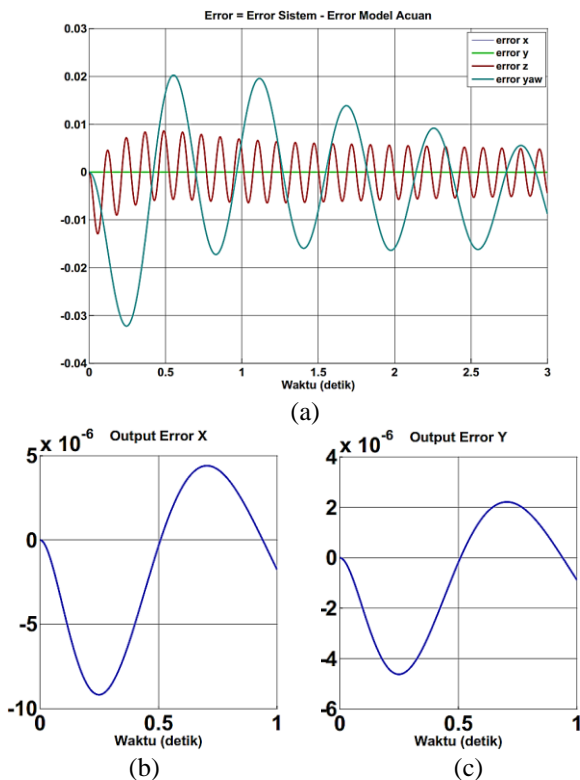 Error = Error Sistem - Error Model Acuan
error x
error y
error z
error yaw
0.03
0.02
0.01
0
-0.01
-0.02
-0.03
-0.04
0 0.5 1 1.5 2 2.5 3
Waktu (detik)
(a)
x 10⁻⁶ Output Error X
5
0
-5
-10
0 0.5 1
Waktu (detik)
(b)
x 10⁻⁶ Output Error Y
4
2
0
-2
-4
-6
0 0.5 1
Waktu (detik)
(c)